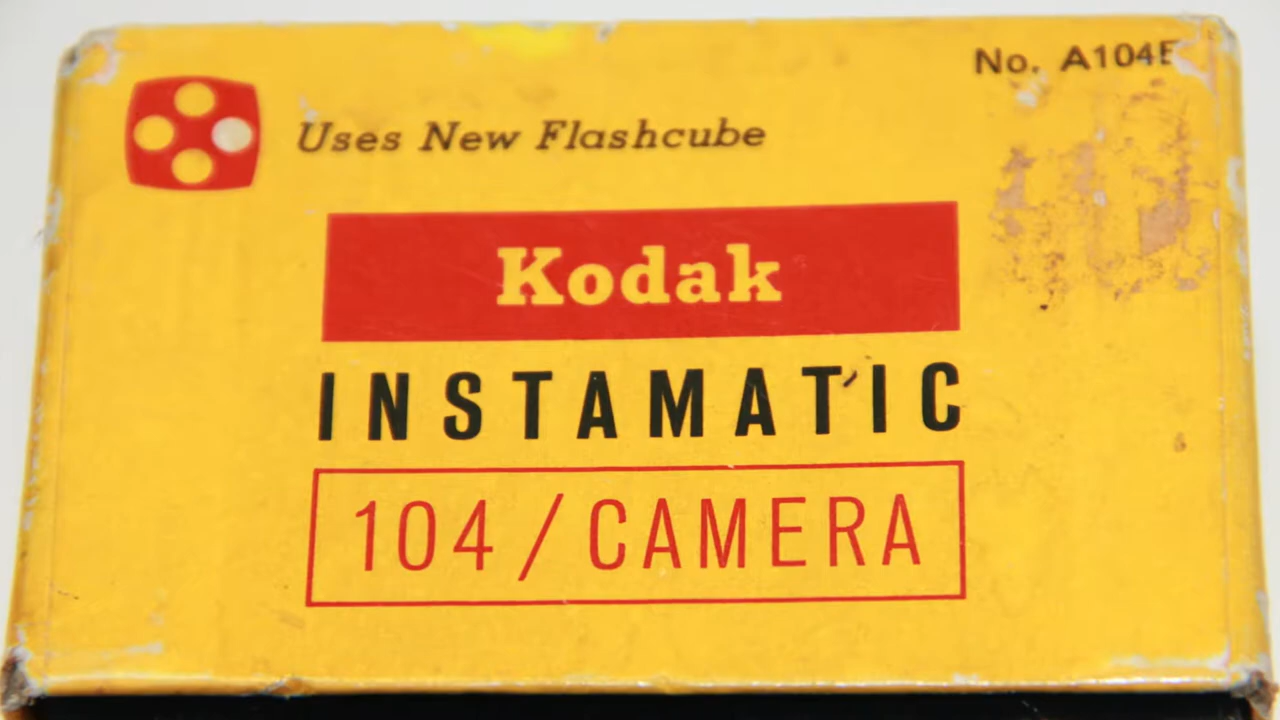 No. A104E
Uses New Flashcube
Kodak
INSTAMATIC
104/CAMERA